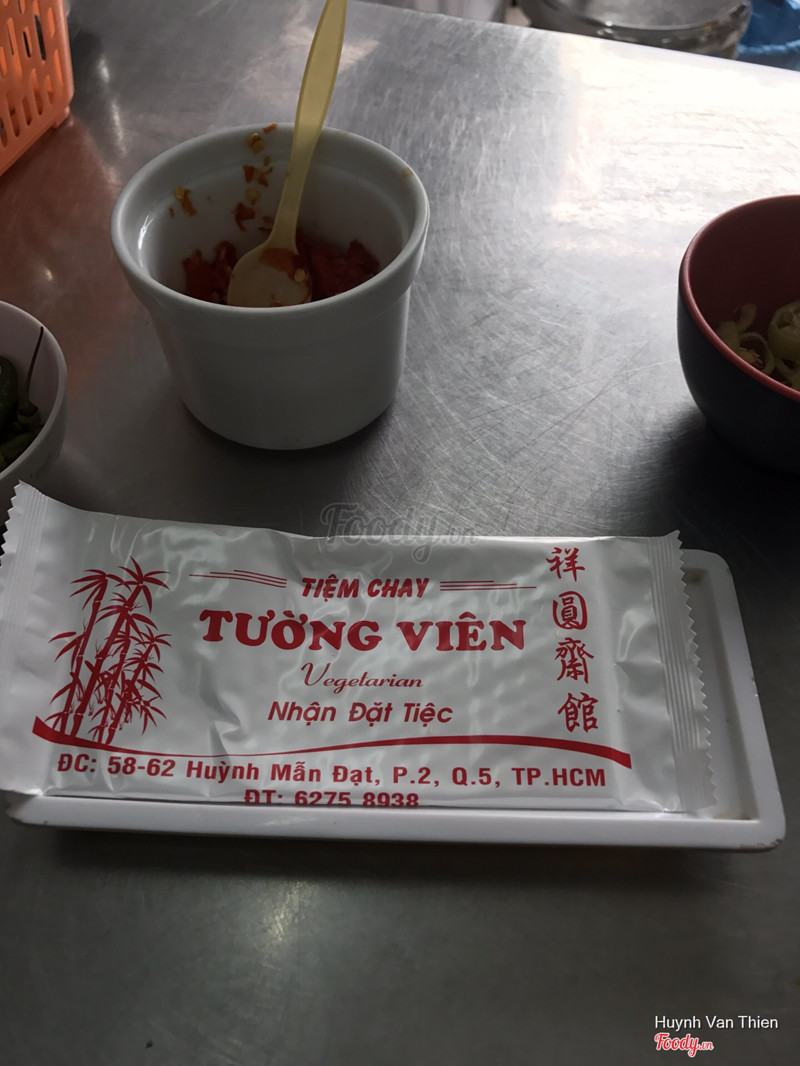 Foody.vn
TIỆM CHAY
TƯỜNG VIÊN
Vegetarian
Nhận Đặt Tiệc
祥圓齋館
ĐC: 58-62 Huỳnh Mẫn Đạt, P.2, Q.5, TP.HCM
ĐT: 6275 8938
Huynh Van Thien
Foody.vn